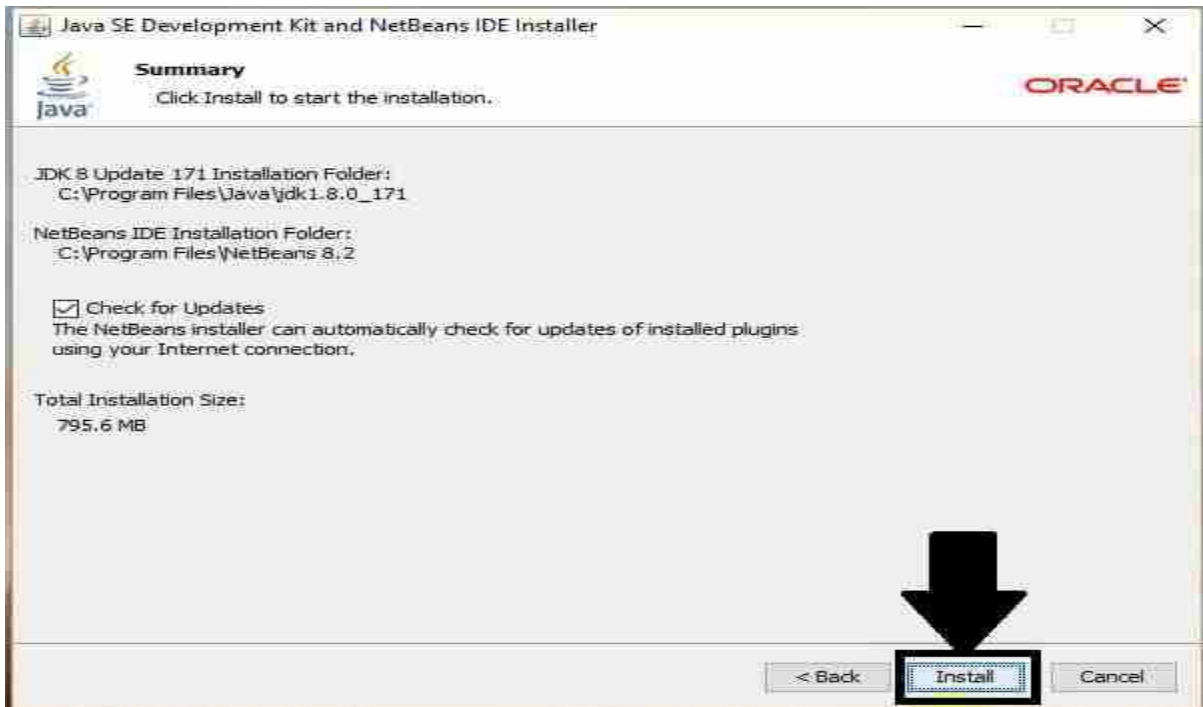 Java SE Development Kit and NetBeans IDE Installer
Summary
Click Install to start the installation.
Java
ORACLE
JDK 8 Update 171 Installation Folder:
C:\Program Files\Java\jdk1.8.0_171
NetBeans IDE Installation Folder:
C:\Program Files\NetBeans 8.2
Check for Updates
The NetBeans installer can automatically check for updates of installed plugins
using your Internet connection.
Total Installation Size:
795.6 MB
< Back Install Cancel